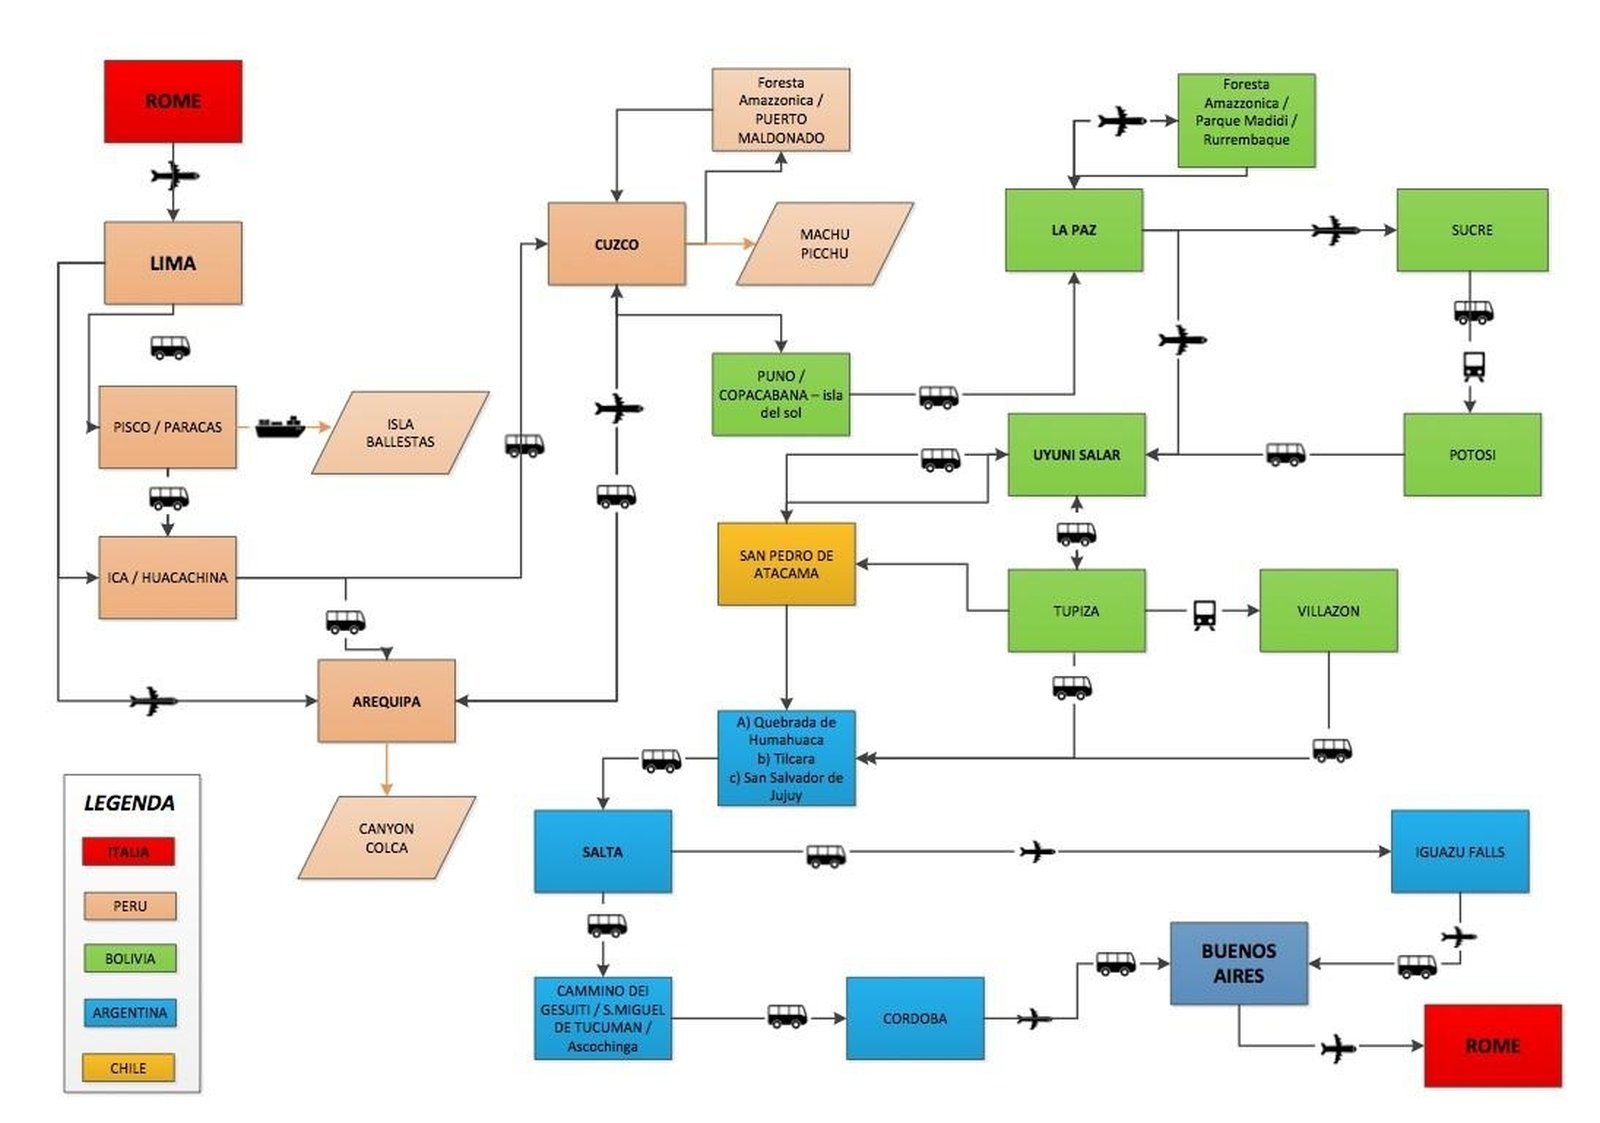 ROME
LIMA
PISCO / PARACAS
ISLA
BALLESTAS
ICA / HUACACHINA
AREQUIPA
CANYON
COLCA
Foresta
Amazzonica /
PUERTO
MALDONADO
CUZCO
MACHU
PICCHU
PUNO /
COPACABANA – isla
del sol
Foresta
Amazzonica /
Parque Madidi /
Rurrembaque
LA PAZ
SUCRE
UYUNI SALAR
POTOSI
SAN PEDRO DE
ATACAMA
TUPIZA
VILLAZON
A) Quebrada de
Humahuaca
b) Tilcara
c) San Salvador de
Jujuy
SALTA
IGUAZU FALLS
CAMMINO DEI
GESUITI / S.MIGUEL
DE TUCUMAN /
Ascochinga
CORDOBA
BUENOS
AIRES
ROME
LEGENDA
ITALIA
PERU
BOLIVIA
ARGENTINA
CHILE